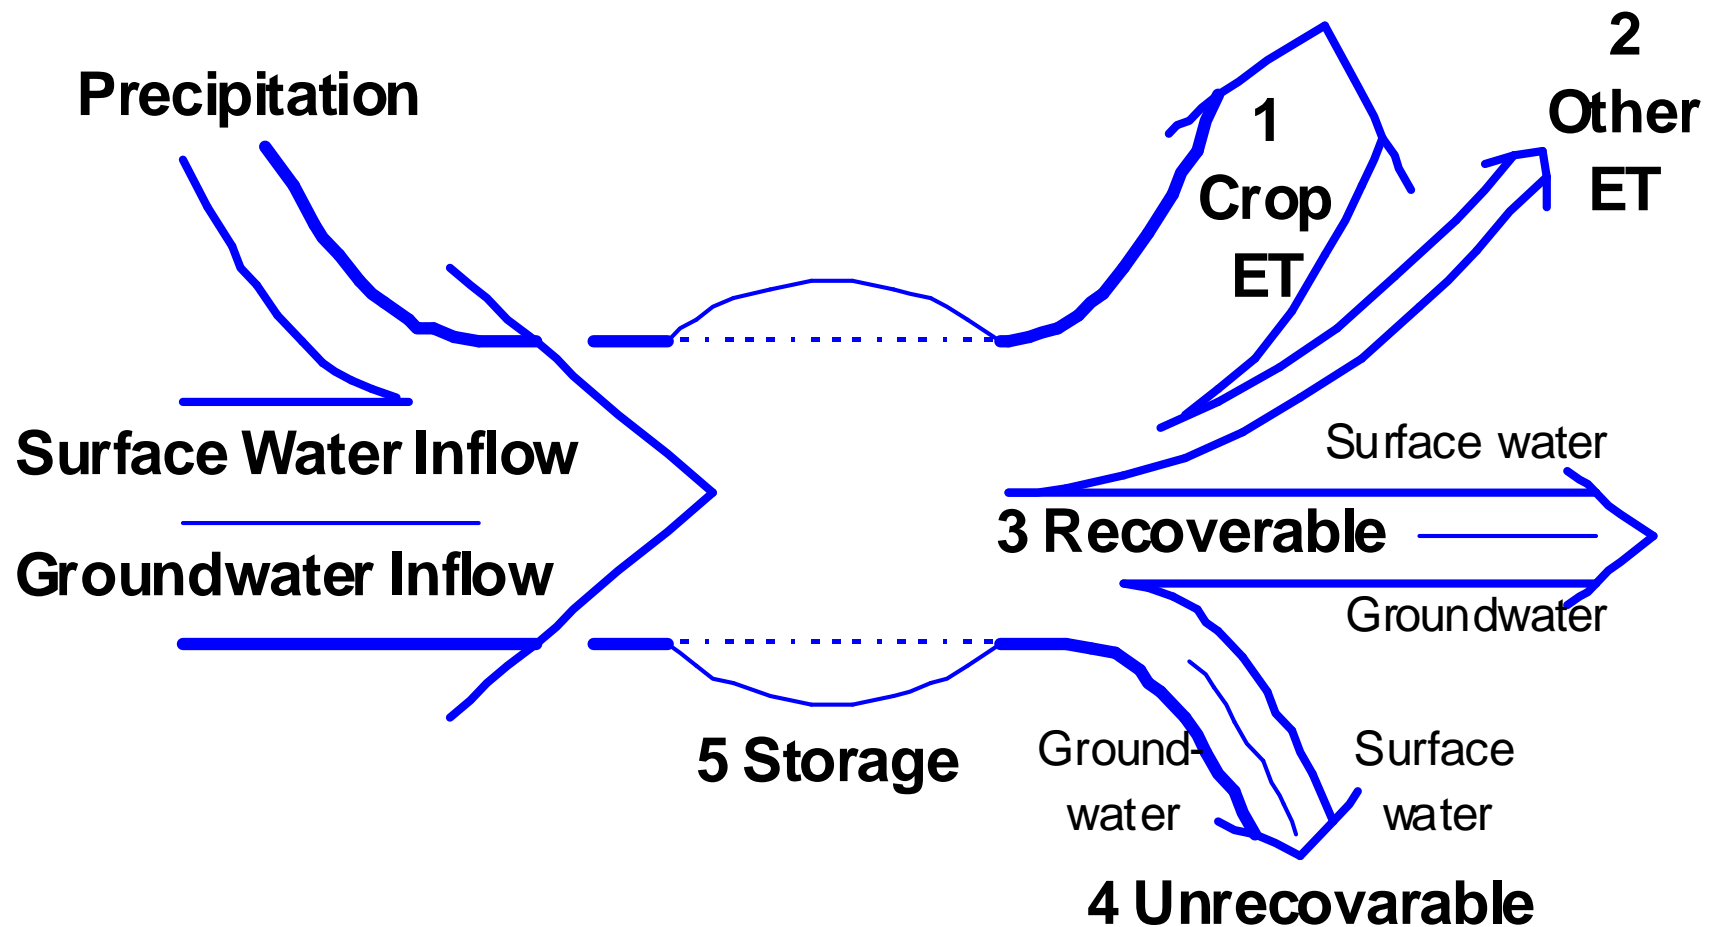 Precipitation
Surface Water Inflow
Groundwater Inflow
5 Storage
1
Crop
ET
2
Other
ET
Surface water
3 Recoverable
Groundwater
Ground-
water
Surface
water
4 Unrecovarable